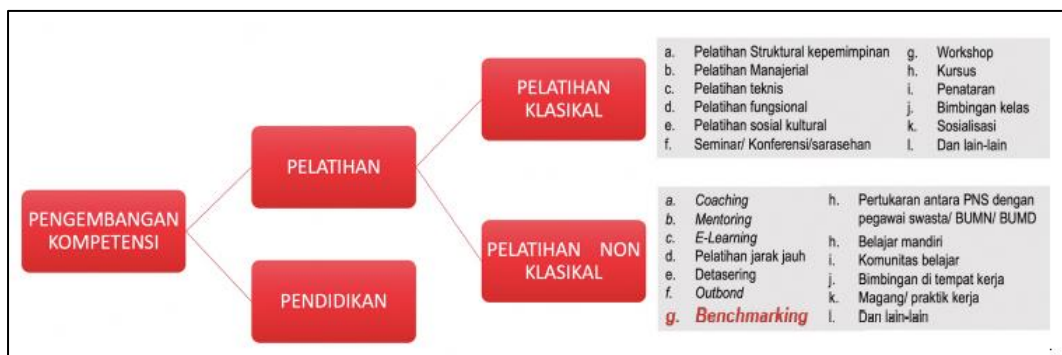 PENGEMBANGAN
KOMPETENSI
PELATIHAN
PENDIDIKAN
PELATIHAN
KLASIKAL
a. Pelatihan Struktural kepemimpinan
b. Pelatihan Manajerial
c. Pelatihan teknis
d. Pelatihan fungsional
e. Pelatihan sosial kultural
f. Seminar/ Konferensi/sarasehan
g. Workshop
h. Kursus
i. Penataran
j. Bimbingan kelas
k. Sosialisasi
l. Dan lain-lain
PELATIHAN NON
KLASIKAL
a. Coaching
b. Mentoring
c. E-Learning
d. Pelatihan jarak jauh
e. Detasering
f. Outbond
g. Benchmarking
h. Pertukaran antara PNS dengan
pegawai swasta/ BUMN/ BUMD
h. Belajar mandiri
i. Komunitas belajar
j. Bimbingan di tempat kerja
k. Magang/ praktik kerja
l. Dan lain-lain